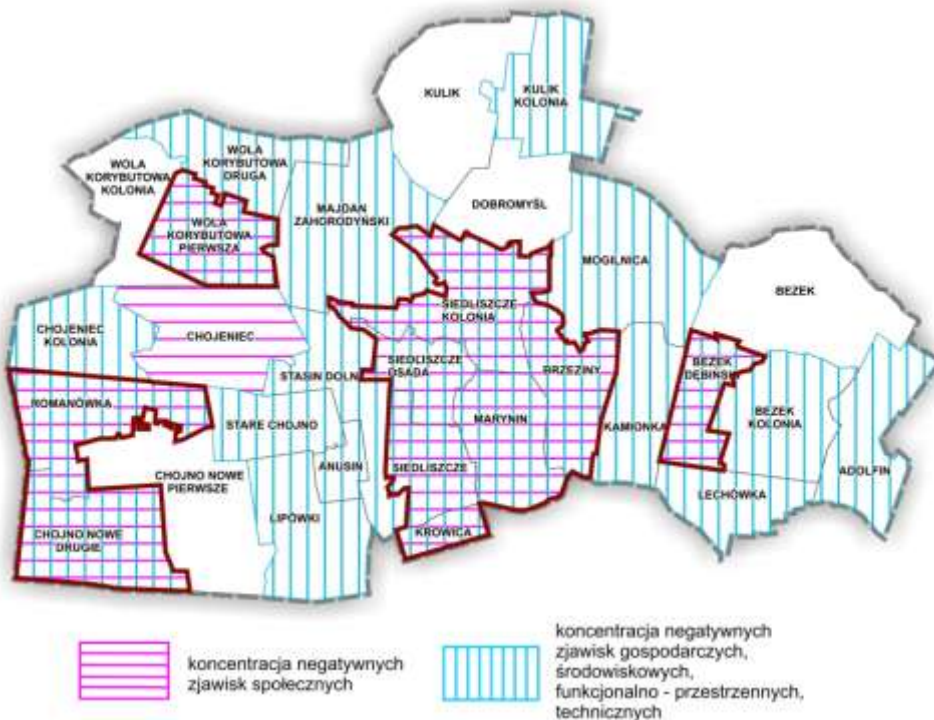 KULIK
KULIK
KOLONIA
WOLA
KORYBUTOWA
DRUGA
WOLA
KORYBUTOWA
KOLONIA
DOBROMYŚL
MAJDAN
ZAHORODYŃSKI
WOLA
KORYBUTOWA
PIERWSZA
MOGILNICA
BEZEK
SIEDLISZCZE
KOLONIA
CHOJENIEC
KOLONIA
CHOJENIEC
SIEDLISZCZE
OSADA
BRZEZINY
BEZEK
DĘBIŃSKI
STASIN DOLN
ROMANÓWKA
MARYNIN
BEZEK
KOLONIA
STARE CHOJNO
KAMIONKA
ANUSIN
SIEDLISZCZE
ADOLFIN
CHOJNO NOWE
PIERWSZE
LECHÓWKA
LIPÓWKI
CHOJNO NOWE
DRUGIE
KROWICA
koncentracja negatywnych
zjawisk społecznych
koncentracja negatywnych
zjawisk gospodarczych,
środowiskowych,
funkcjonalno - przestrzennych,
technicznych